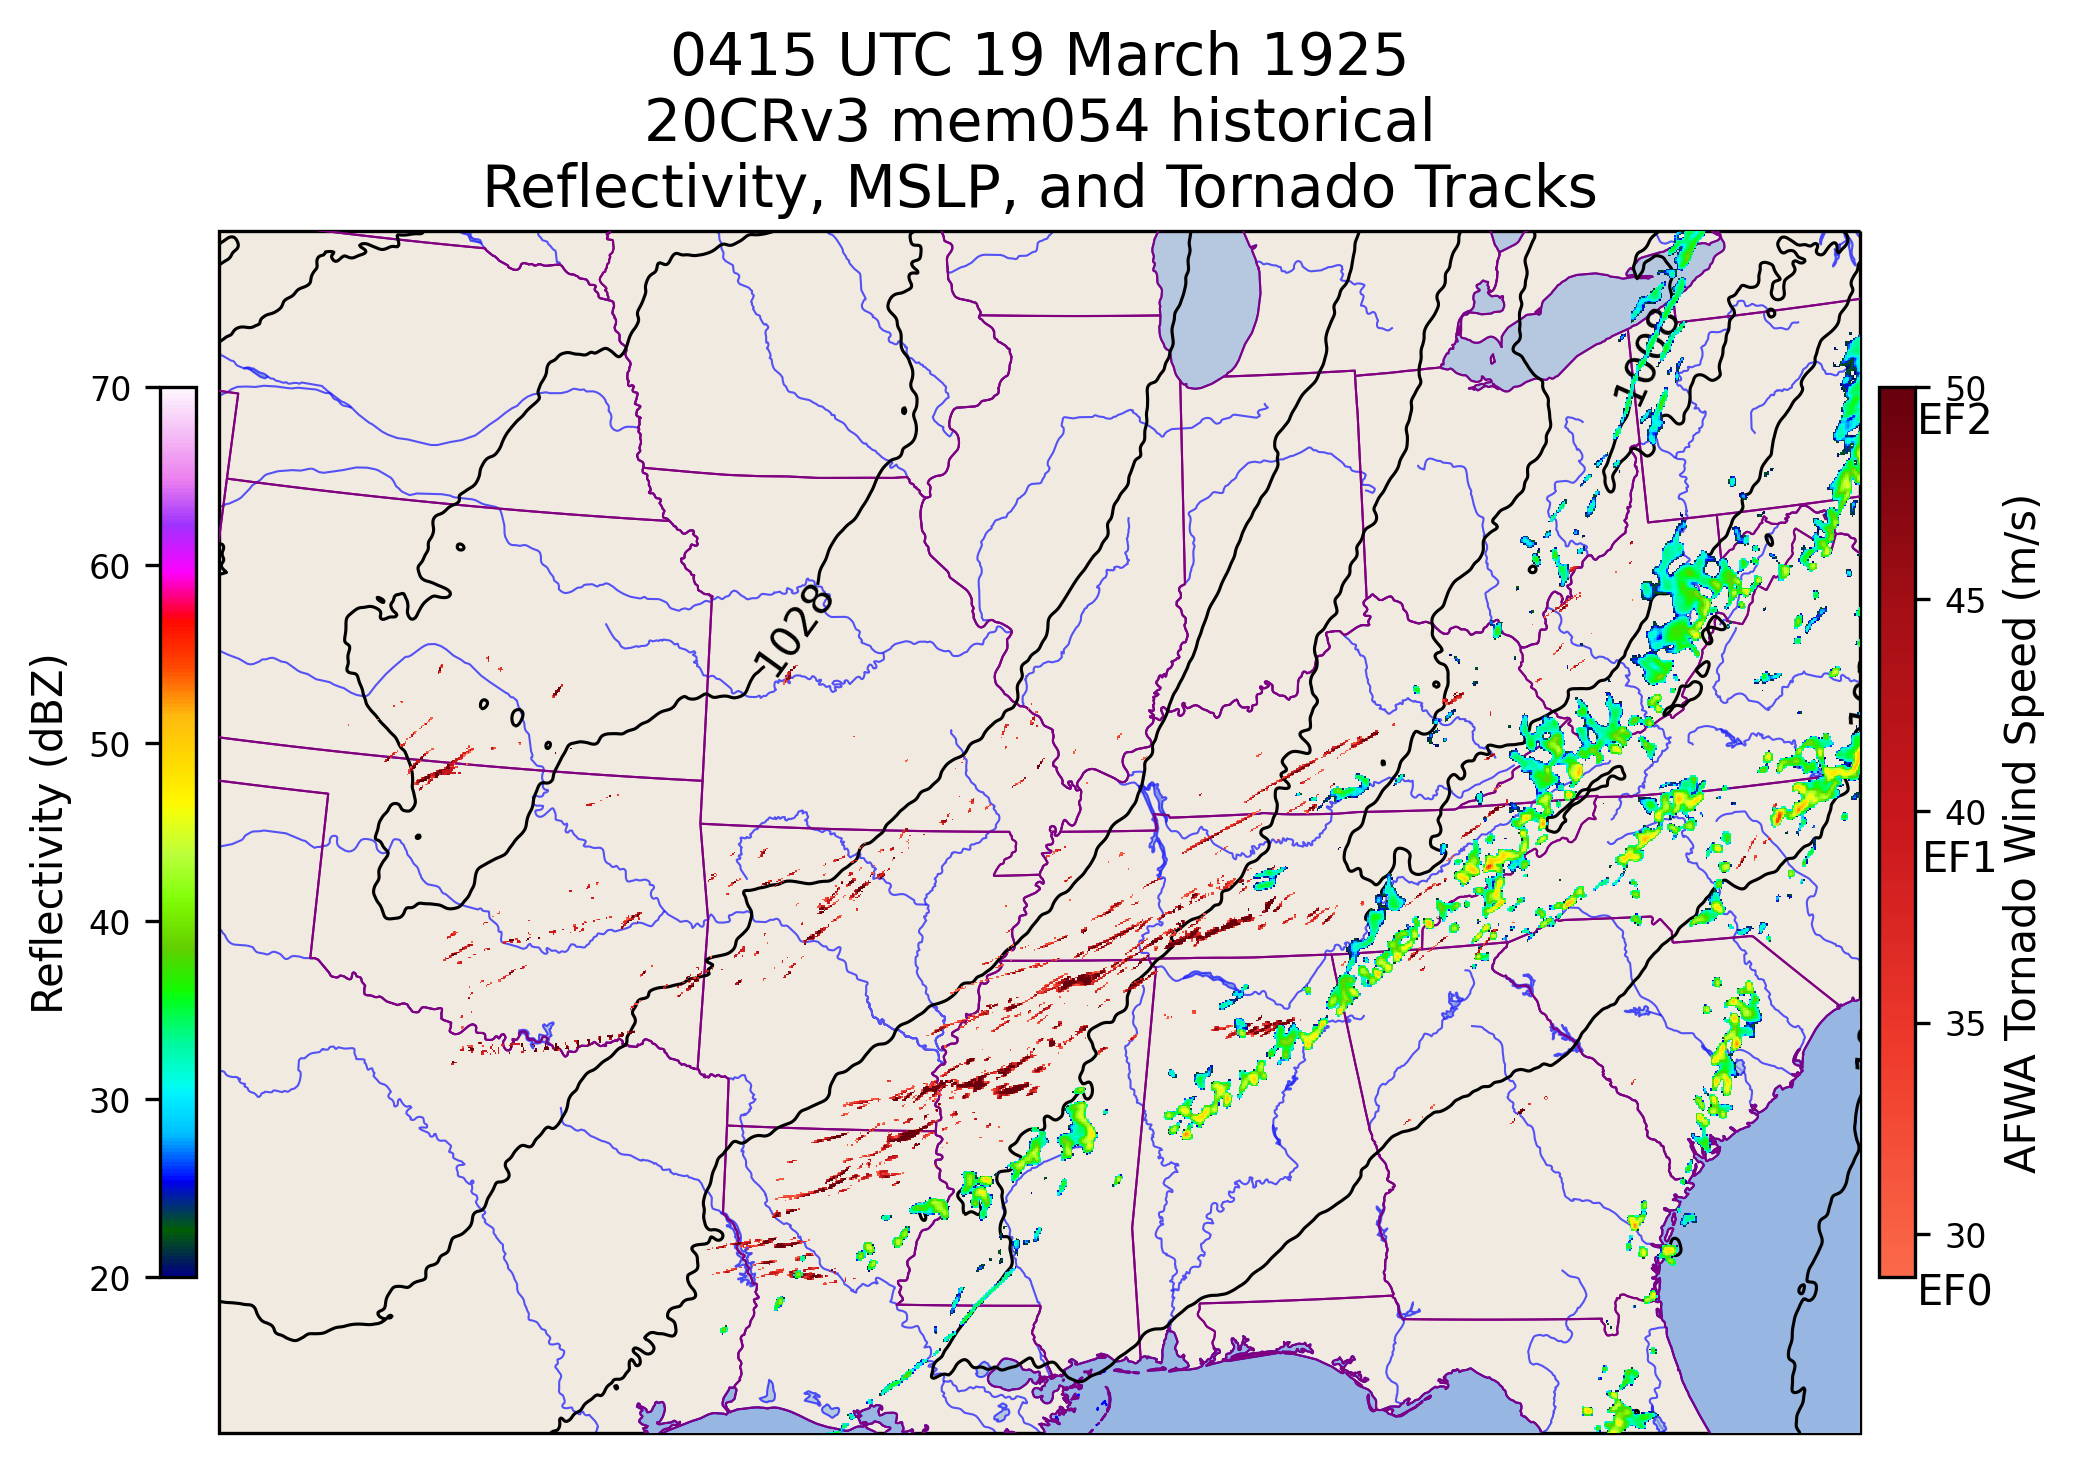 0415 UTC 19 March 1925
20CRv3 mem054 historical
Reflectivity, MSLP, and Tornado Tracks
Reflectivity (dBZ)
70
60
50
40
30
20
1028
1008
50
EF2
45
40
EF1
35
30
EF0
AFWA Tornado Wind Speed (m/s)